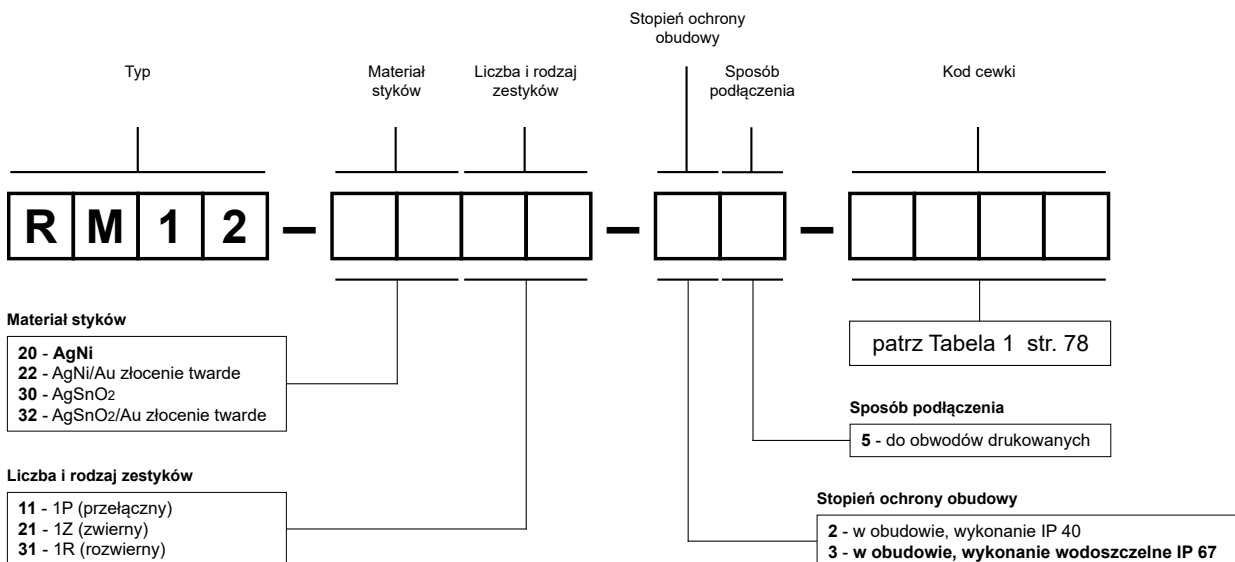 Stopień ochrony
obudowy
Typ
Materiał
styków
Liczba i rodzaj
zestyków
Sposób
podłączenia
Kod cewki
R M 1 2 – – –
Materiał styków
20 - AgNi
22 - AgNi/Au złocenie twarde
30 - AgSnO2
32 - AgSnO2/Au złocenie twarde
patrz Tabela 1 str. 78
Sposób podłączenia
5 - do obwodów drukowanych
Liczba i rodzaj zestyków
11 - 1P (przełączny)
21 - 1Z (zwierny)
31 - 1R (rozwierny)
Stopień ochrony obudowy
2 - w obudowie, wykonanie IP 40
3 - w obudowie, wykonanie wodoszczelne IP 67